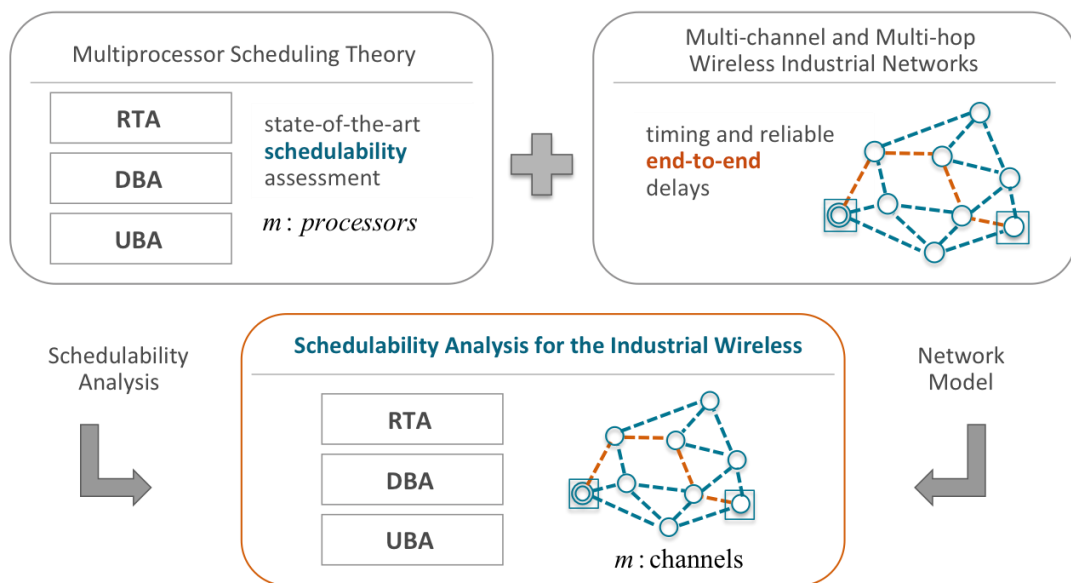 Multiprocessor Scheduling Theory
RTA
DBA
UBA
state-of-the-art
schedulability
assessment
m : processors
Multi-channel and Multi-hop
Wireless Industrial Networks
timing and reliable
end-to-end
delays
Schedulability
Analysis
Schedulability Analysis for the Industrial Wireless
RTA
DBA
UBA
m : channels
Network
Model